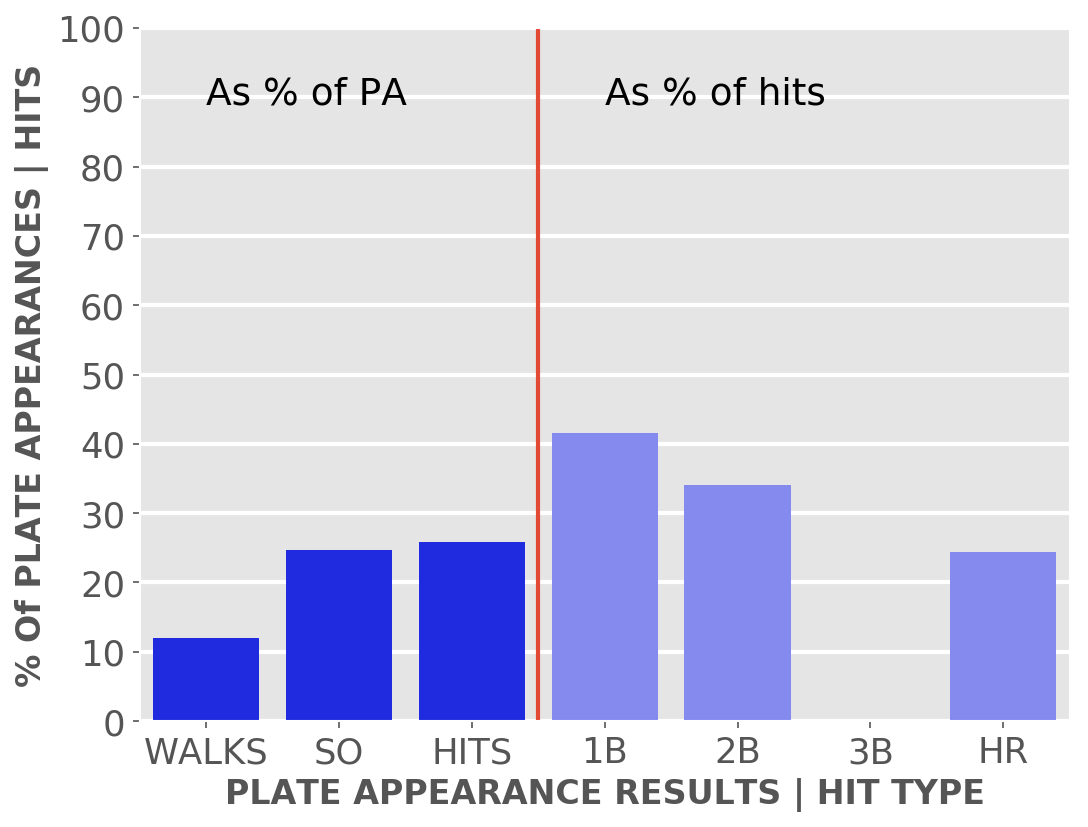 As % of PA
As % of hits
% Of PLATE APPEARANCES | HITS
100
90
80
70
60
50
40
30
20
10
0
WALKS SO HITS 1B 2B 3B HR
PLATE APPEARANCE RESULTS | HIT TYPE